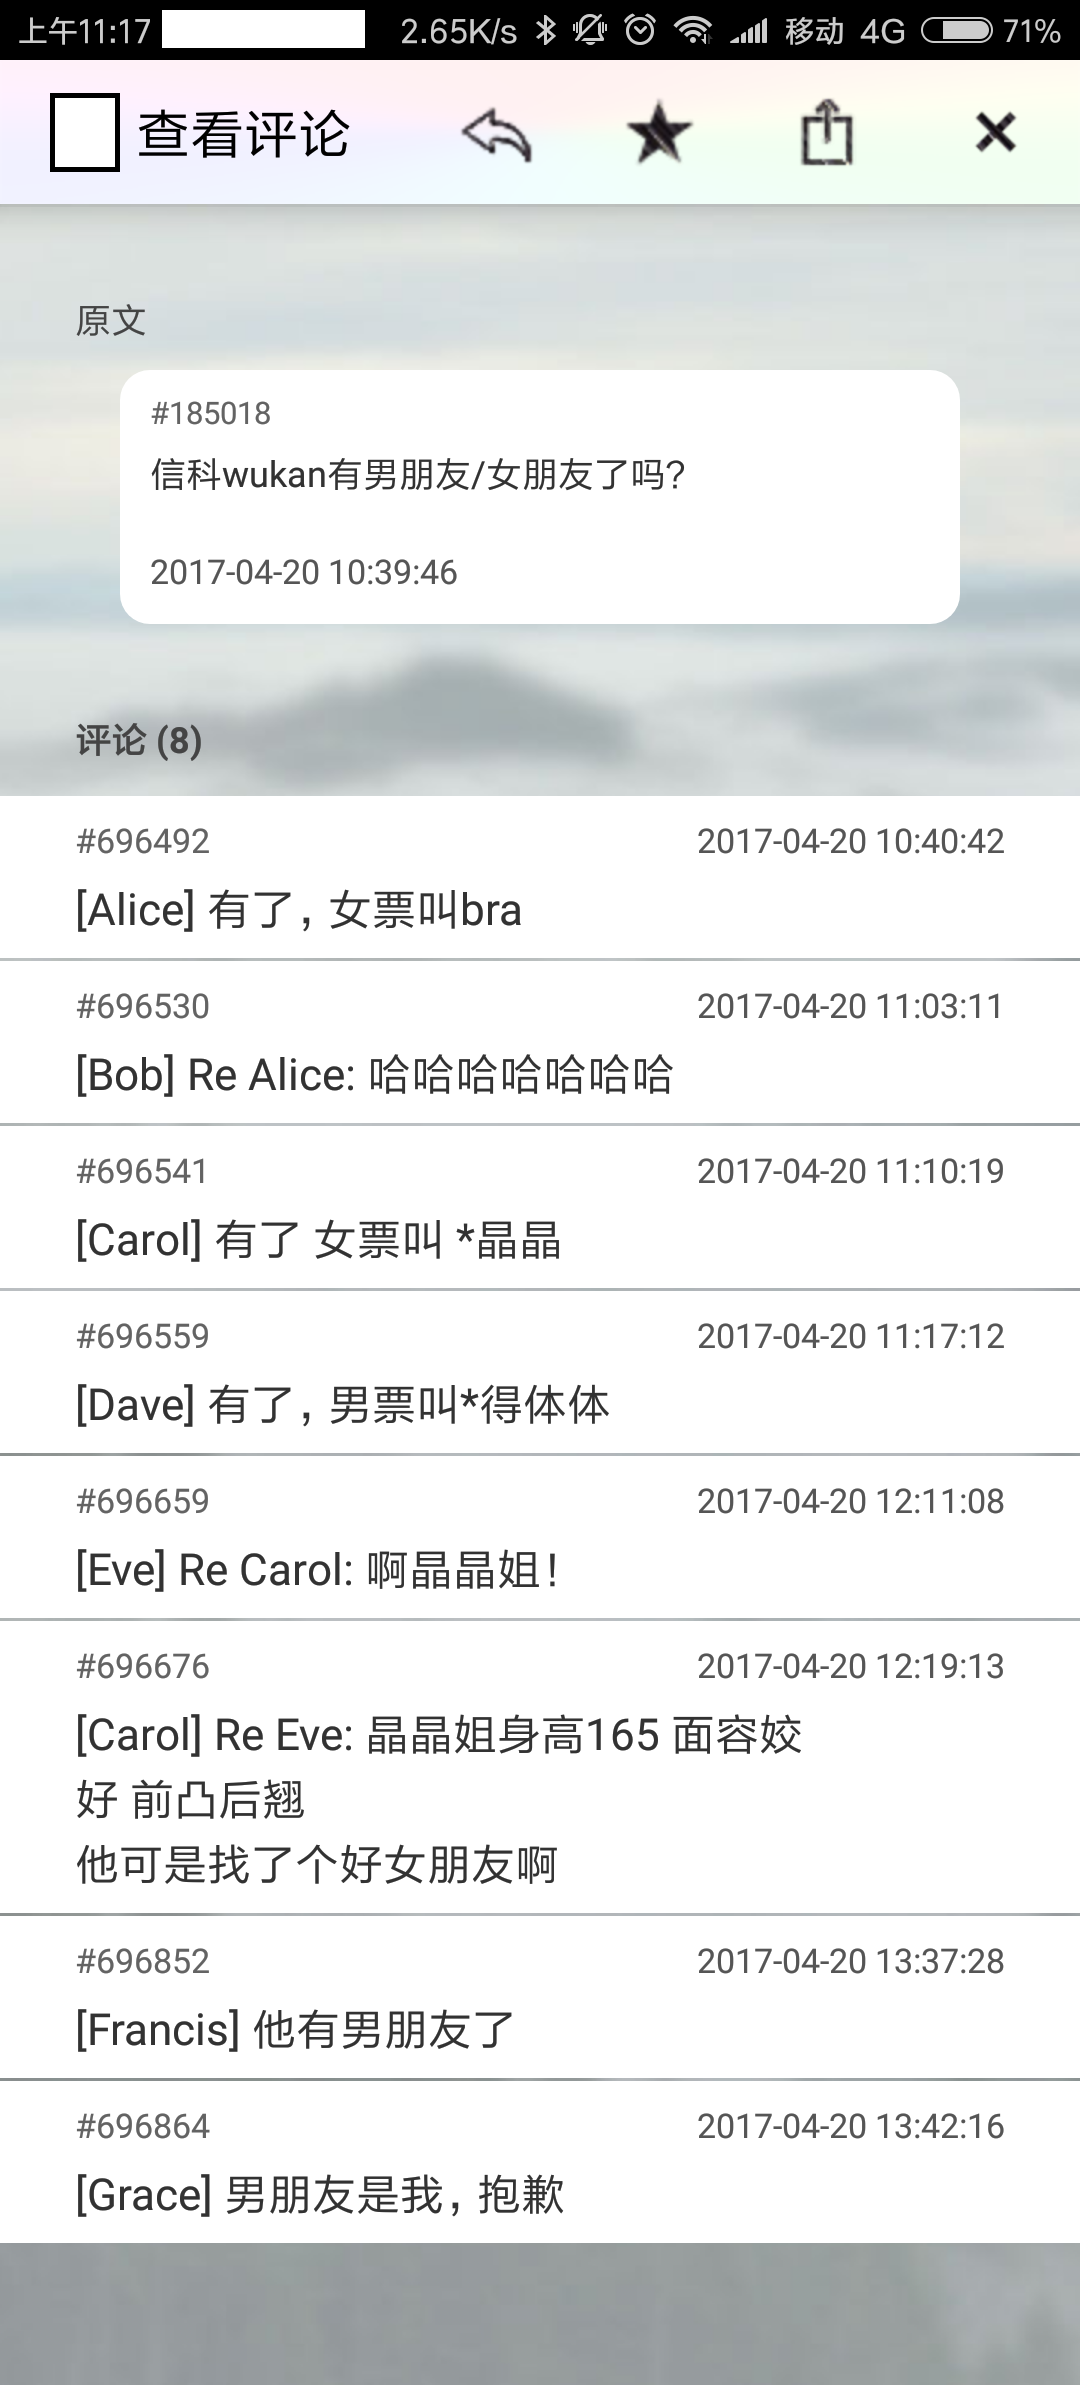 上午11:17 2.65K/s 移动 4G 71%
查看评论
原文
#185018
信科wukan有男朋友/女朋友了吗?
2017-04-20 10:39:46
评论 (8)
#696492 2017-04-20 10:40:42
[Alice] 有了，女票叫bra
#696530 2017-04-20 11:03:11
[Bob] Re Alice: 哈哈哈哈哈哈哈
#696541 2017-04-20 11:10:19
[Carol] 有了 女票叫 *晶晶
#696559 2017-04-20 11:17:12
[Dave] 有了，男票叫*得体体
#696659 2017-04-20 12:11:08
[Eve] Re Carol: 啊晶晶姐！
#696676 2017-04-20 12:19:13
[Carol] Re Eve: 晶晶姐身高165 面容姣
好 前凸后翘
他可是找了个好女朋友啊
#696852 2017-04-20 13:37:28
[Francis] 他有男朋友了
#696864 2017-04-20 13:42:16
[Grace] 男朋友是我，抱歉